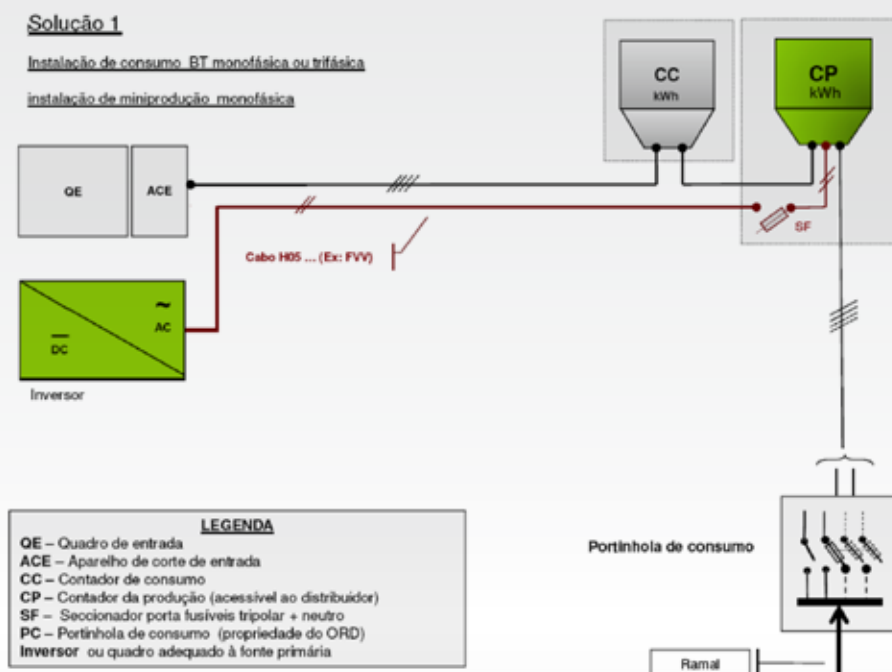 Solução 1
Instalação de consumo BT monofásica ou trifásica
instalação de miniprodução monofásica
CC
kWh
CP
kWh
QE
ACE
SF
Cabo H05 ... (Ex: FVV)
~
AC
DC
Inversor
LEGENDA
QE – Quadro de entrada
ACE – Aparelho de corte de entrada
CC – Contador de consumo
CP – Contador da produção (acessível ao distribuidor)
SF – Seccionador porta fusíveis tripolar + neutro
PC – Portinhola de consumo (propriedade do ORD)
Inversor ou quadro adequado à fonte primária
Portinhola de consumo
Ramal